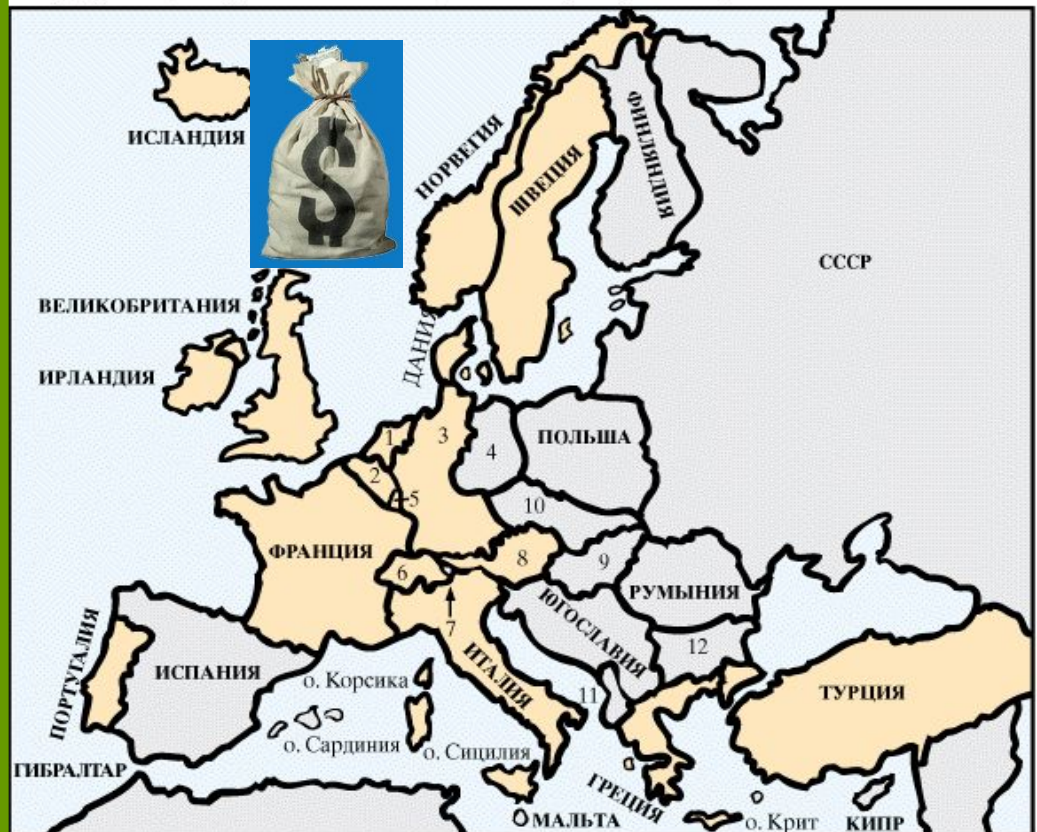 ИСЛАНДИЯ
$
НОРВЕГИЯ
ШВЕЦИЯ
ФИНЛЯНДИЯ
СССР
ВЕЛИКОБРИТАНИЯ
ИРЛАНДИЯ
ДАНИЯ
1
3
4
ПОЛЬША
2
5
10
ФРАНЦИЯ
6
8
9
РУМЫНИЯ
7
ЮГОСЛАВИЯ
12
ПОРТУГАЛИЯ
ИСПАНИЯ
о. Корсика
ИТАЛИЯ
11
ТУРЦИЯ
о. Сардиния
о. Сицилия
ГИБРАЛТАР
ГРЕЦИЯ
МАЛЬТА
о. Крит
КИПР